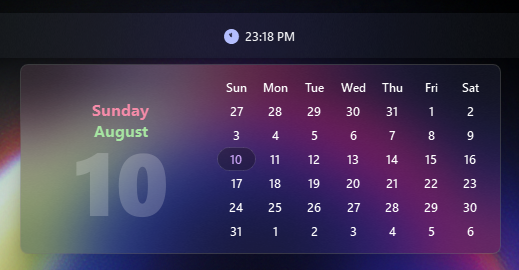 23:18 PM
Sunday
August
10
Sun Mon Tue Wed Thu Fri Sat
27 28 29 30 31 1 2
3 4 5 6 7 8 9
10 11 12 13 14 15 16
17 18 19 20 21 22 23
24 25 26 27 28 29 30
31 1 2 3 4 5 6